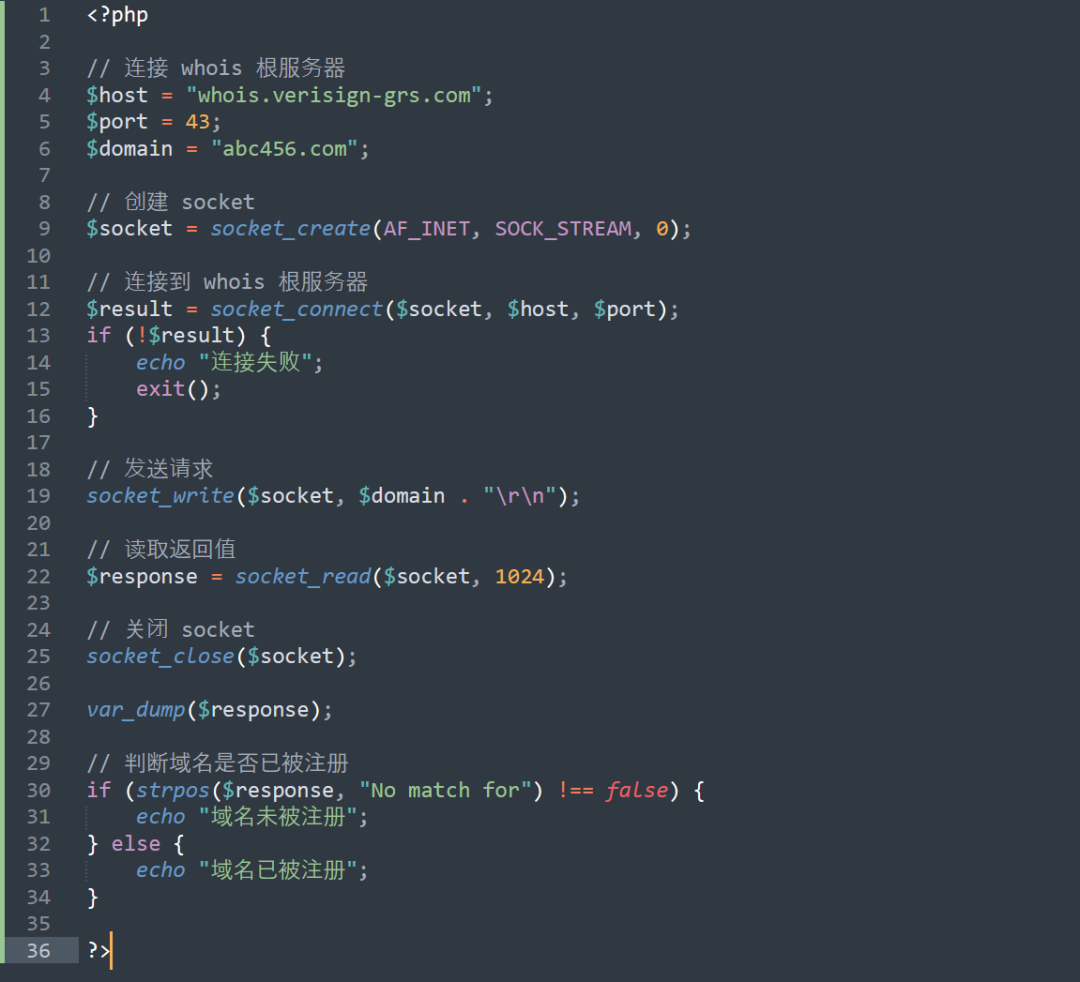 1 <?php
2
3 // 连接 whois 根服务器
4 $host = "whois.verisign-grs.com";
5 $port = 43;
6 $domain = "abc456.com";
7
8 // 创建 socket
9 $socket = socket_create(AF_INET, SOCK_STREAM, 0);
10
11 // 连接到 whois 根服务器
12 $result = socket_connect($socket, $host, $port);
13 if (!$result) {
14     echo "连接失败";
15     exit();
16 }
17
18 // 发送请求
19 socket_write($socket, $domain . "\r\n");
20
21 // 读取返回值
22 $response = socket_read($socket, 1024);
23
24 // 关闭 socket
25 socket_close($socket);
26
27 var_dump($response);
28
29 // 判断域名是否已被注册
30 if (strpos($response, "No match for") !== false) {
31     echo "域名未被注册";
32 } else {
33     echo "域名已被注册";
34 }
35
36 ?>